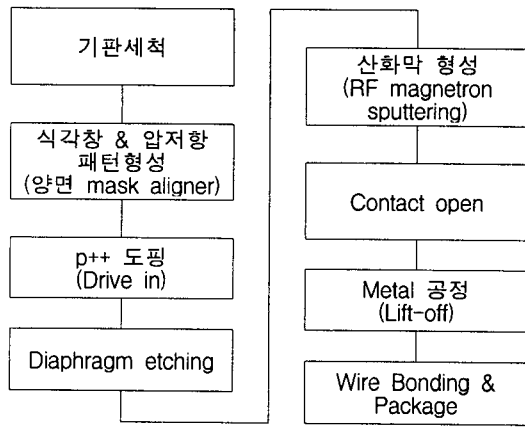 기판세척
식각창 & 압저항
패턴형성
(양면 mask aligner)
p++ 도핑
(Drive in)
Diaphragm etching
산화막 형성
(RF magnetron
sputtering)
Contact open
Metal 공정
(Lift-off)
Wire Bonding &
Package